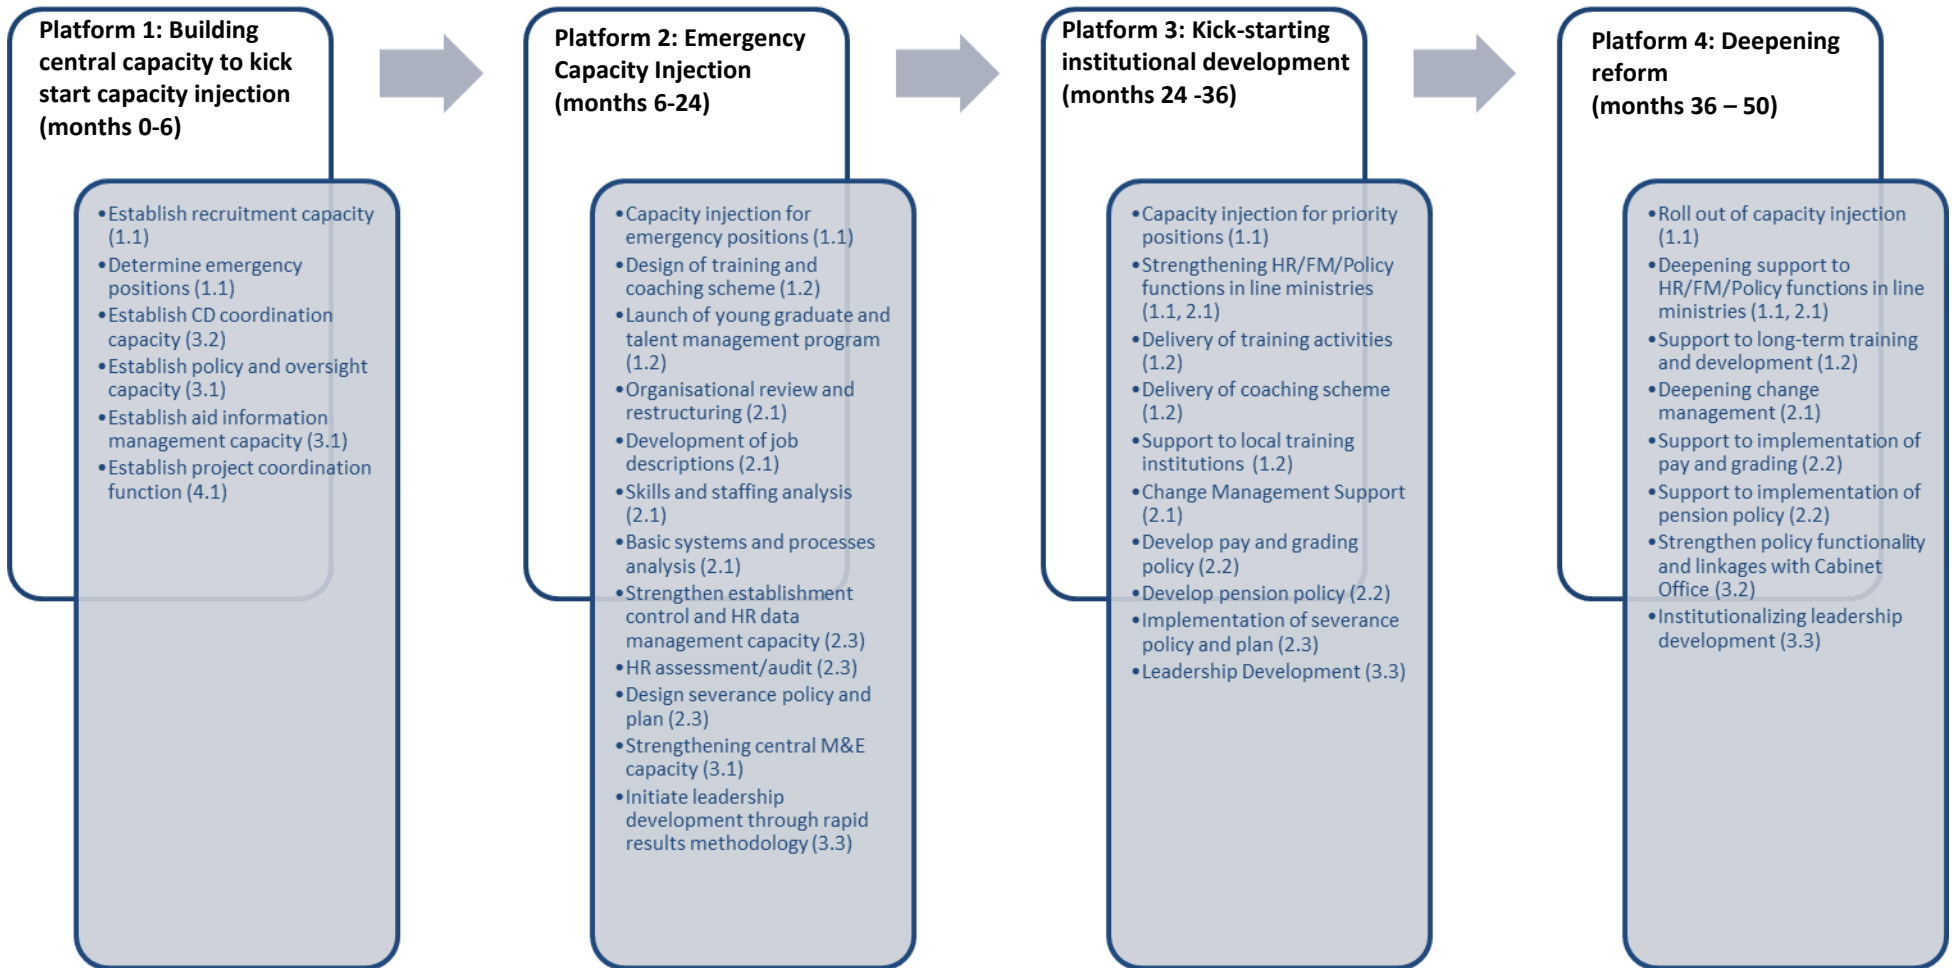 Platform 1: Building
central capacity to kick
start capacity injection
(months 0-6)
•Establish recruitment capacity
(1.1)
•Determine emergency
positions (1.1)
•Establish CD coordination
capacity (3.2)
•Establish policy and oversight
capacity (3.1)
•Establish aid information
management capacity (3.1)
•Establish project coordination
function (4.1)
Platform 2: Emergency
Capacity Injection
(months 6-24)
•Capacity injection for
emergency positions (1.1)
•Design of training and
coaching scheme (1.2)
•Launch of young graduate and
talent management program
(1.2)
•Organisational review and
restructuring (2.1)
•Development of job
descriptions (2.1)
•Skills and staffing analysis
(2.1)
•Basic systems and processes
analysis (2.1)
•Strengthen establishment
control and HR data
management capacity (2.3)
•HR assessment/audit (2.3)
•Design severance policy and
plan (2.3)
•Strengthening central M&E
capacity (3.1)
•Initiate leadership
development through rapid
results methodology (3.3)
Platform 3: Kick-starting
institutional development
(months 24 -36)
•Capacity injection for priority
positions (1.1)
•Strengthening HR/FM/Policy
functions in line ministries
(1.1, 2.1)
•Delivery of training activities
(1.2)
•Delivery of coaching scheme
(1.2)
•Support to local training
institutions (1.2)
•Change Management Support
(2.1)
•Develop pay and grading
policy (2.2)
•Develop pension policy (2.2)
•Implementation of severance
policy and plan (2.3)
•Leadership Development (3.3)
Platform 4: Deepening
reform
(months 36 – 50)
•Roll out of capacity injection
(1.1)
•Deepening support to
HR/FM/Policy functions in line
ministries (1.1, 2.1)
•Support to long-term training
and development (1.2)
•Deepening change
management (2.1)
•Support to implementation of
pay and grading (2.2)
•Support to implementation of
pension policy (2.2)
•Strengthen policy functionality
and linkages with Cabinet
Office (3.2)
•Institutionalizing leadership
development (3.3)